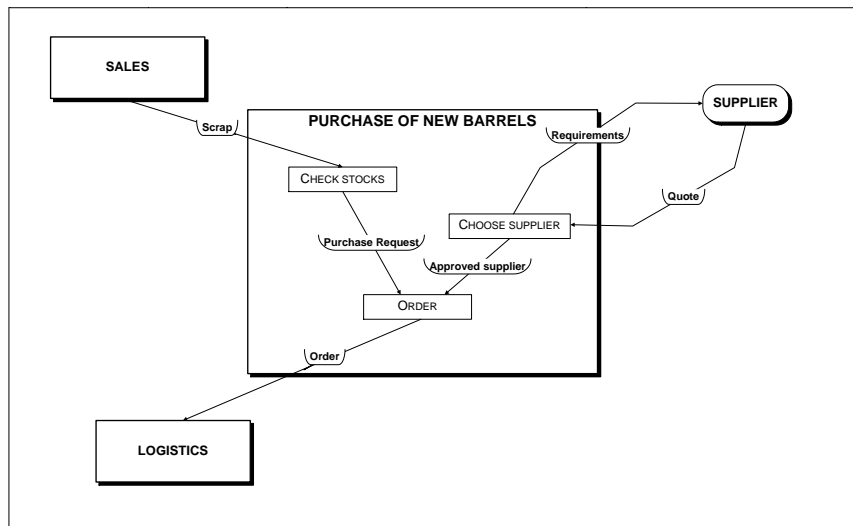 SALES
SUPPLIER
PURCHASE OF NEW BARRELS
Scrap
Requirements
CHECK STOCKS
Quote
CHOOSE SUPPLIER
Purchase Request
Approved supplier
ORDER
Order
LOGISTICS